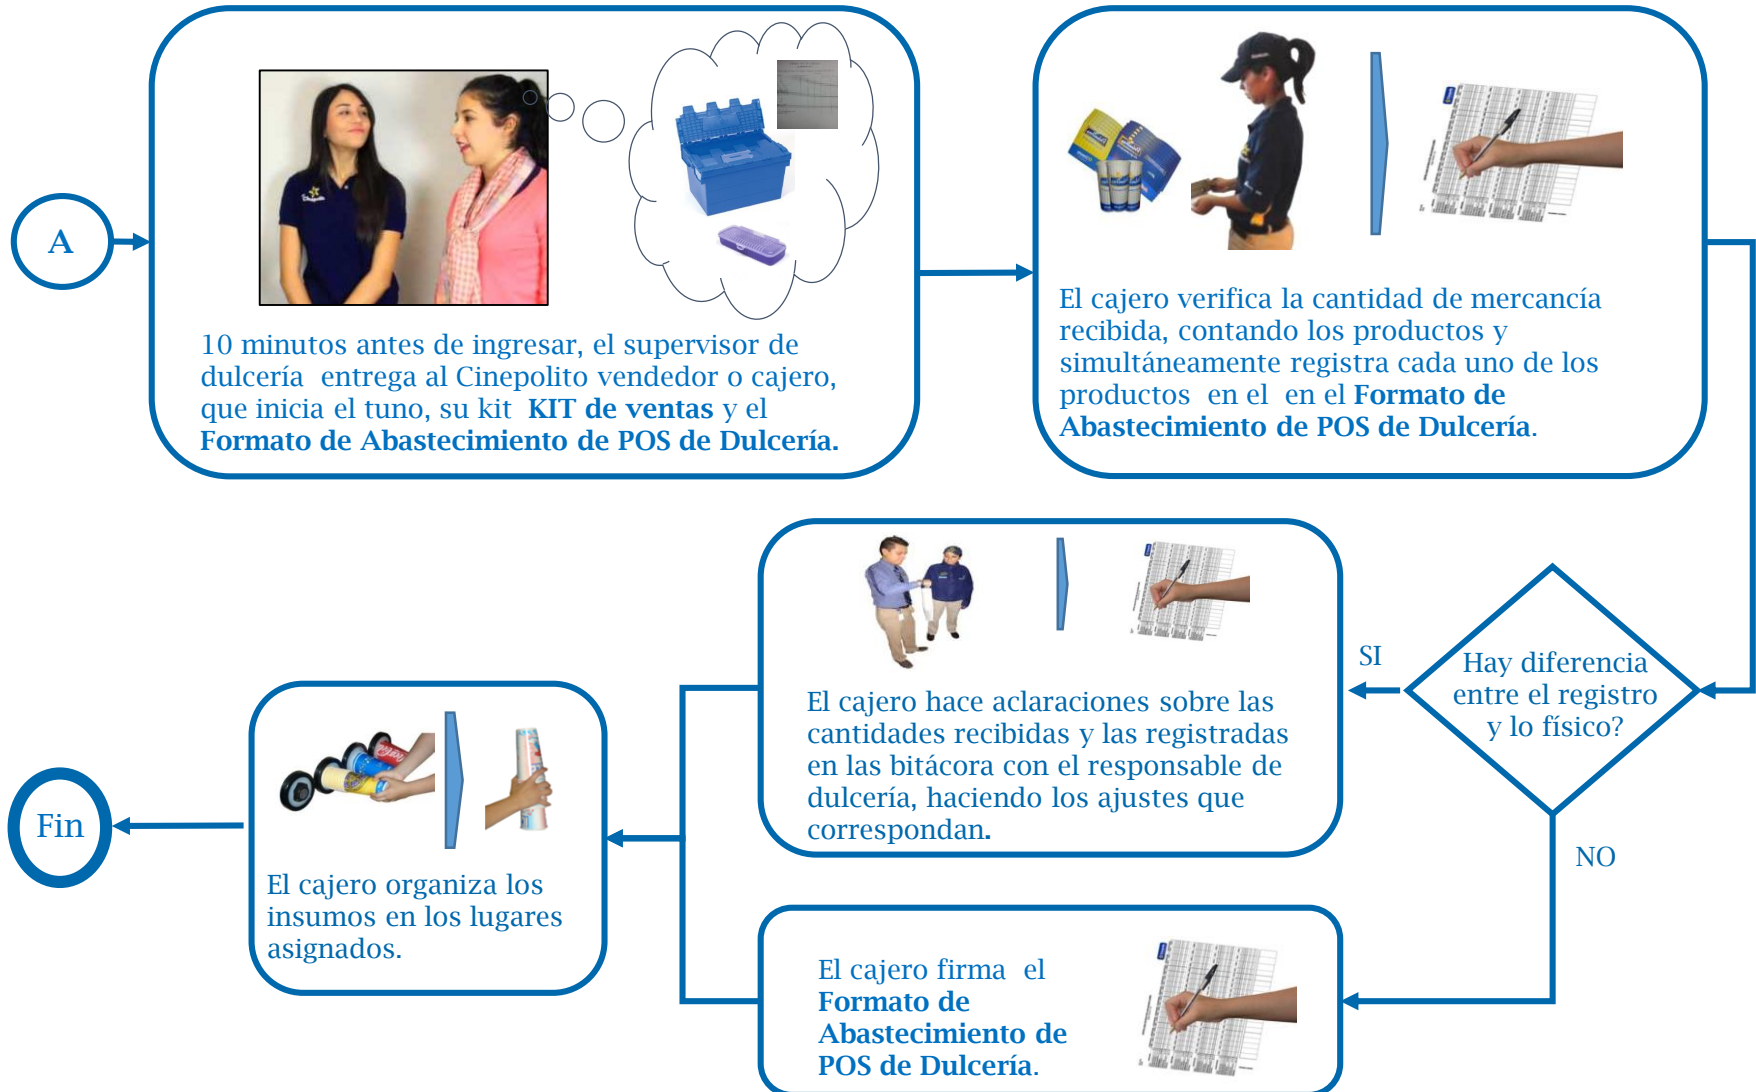 A
10 minutos antes de ingresar, el supervisor de
dulcería entrega al Cinepolito vendedor o cajero,
que inicia el tuno, su kit KIT de ventas y el
Formato de Abastecimiento de POS de Dulcería.
El cajero verifica la cantidad de mercancía
recibida, contando los productos y
simultáneamente registra cada uno de los
productos en el en el Formato de
Abastecimiento de POS de Dulcería.
Hay diferencia
entre el registro
y lo físico?
SI
El cajero hace aclaraciones sobre las
cantidades recibidas y las registradas
en las bitácora con el responsable de
dulcería, haciendo los ajustes que
correspondan.
NO
El cajero firma el
Formato de
Abastecimiento de
POS de Dulcería.
El cajero organiza los
insumos en los lugares
asignados.
Fin